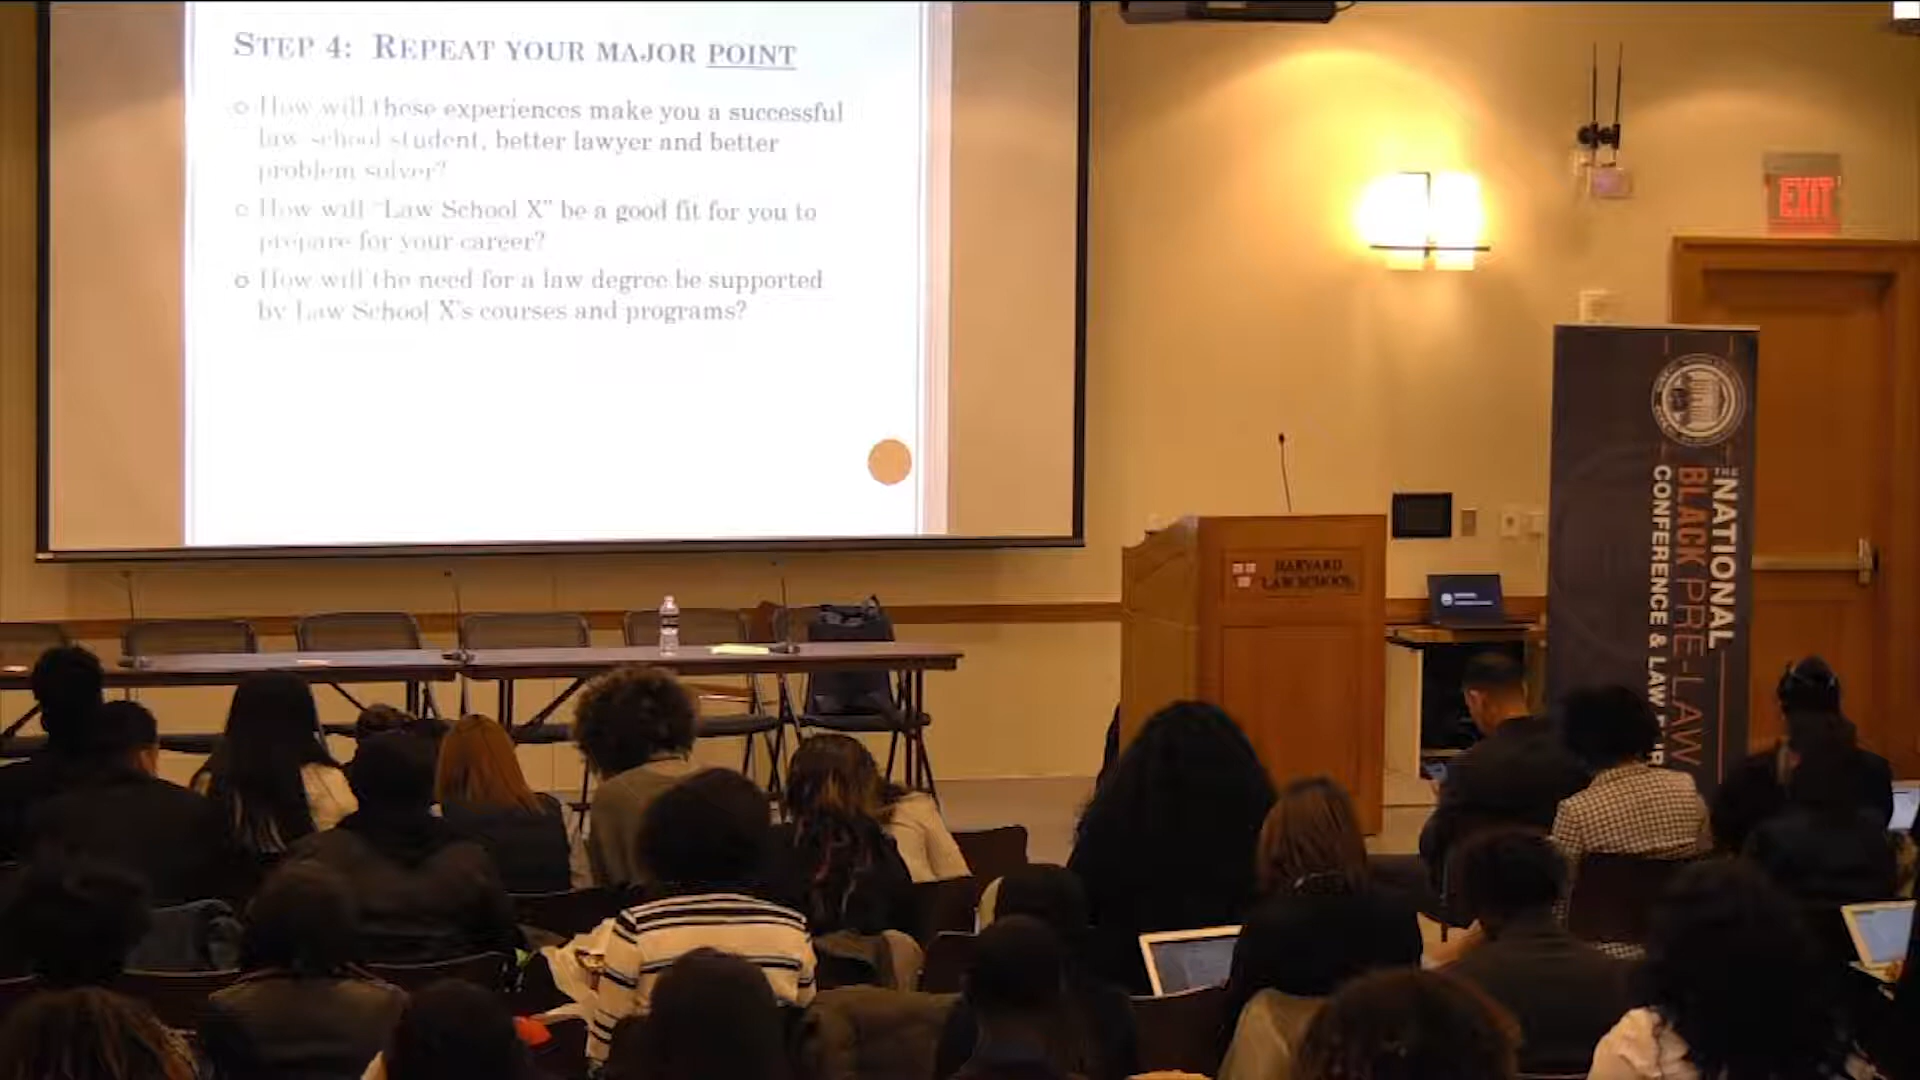 STEP 4: REPEAT YOUR MAJOR POINT
How will these experiences make you a successful
law school student, better lawyer and better
problem solver?
How will "Law School X" be a good fit for you to
prepare for your career?
How will the need for a law degree be supported
by Law School X's courses and programs?
EXIT
HARVARD
LAW SCHOOL
THE
NATIONAL
BLACK PRE-LAW
CONFERENCE & LAW